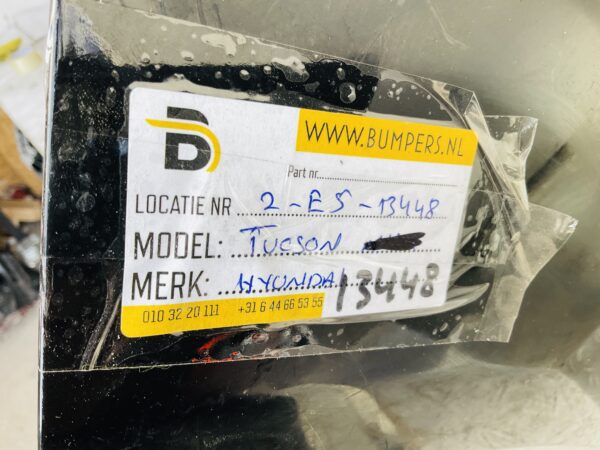 B
WWW.BUMPERS.NL
Part nr
LOCATIE NR 2-ES-13448
MODEL: TUCSON
MERK: HYUNDAI 13448
010 32 20 111 +31 6 44 66 53 55